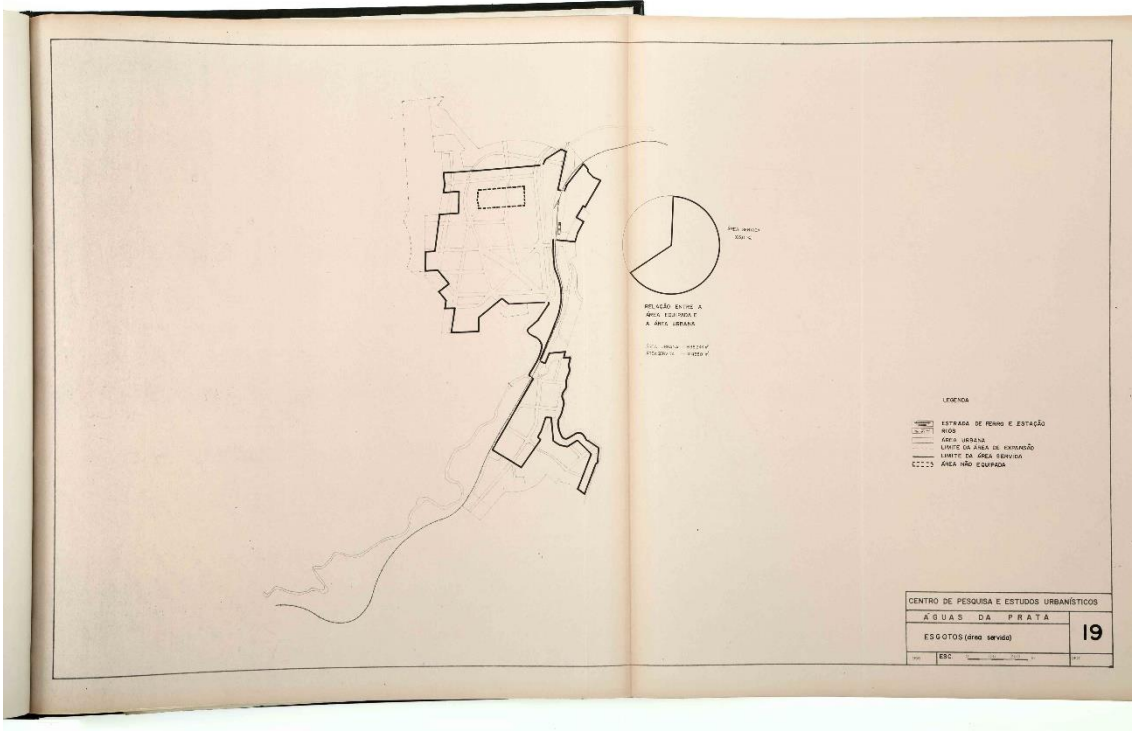 ÁREA SERVIDA
RELAÇÃO ENTRE A
ÁREA EQUIPADA E
A ÁREA URBANA
LEGENDA
ESTRADA DE FERRO E ESTAÇÃO
RIOS
ÁREA URBANA
LIMITE DA ÁREA DE EXPANSÃO
LIMITE DA ÁREA SERVIDA
ÁREA NÃO EQUIPADA
CENTRO DE PESQUISA E ESTUDOS URBANÍSTICOS
ÁGUAS DA PRATA
ESGOTOS (área servida)
19
ESC.